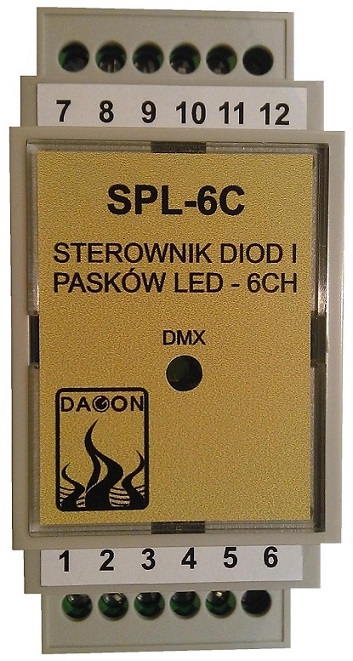 7 8 9 10 11 12
SPL-6C
STEROWNIK DIOD I
PASKÓW LED - 6CH
DMX
DAGON
1 2 3 4 5 6